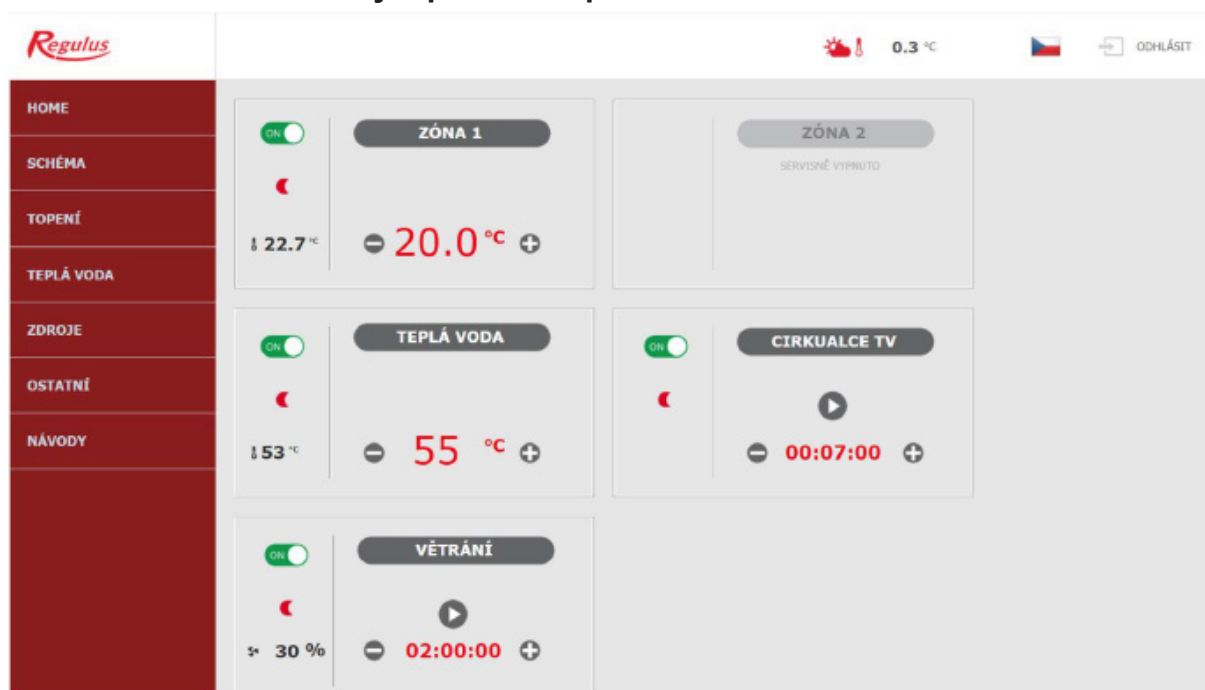 Regulus
0.3 °C
ODHLÁSIT
HOME
SCHÉMA
TOPENÍ
TEPLÁ VODA
ZDROJE
OSTATNÍ
NÁVODY
ON
ZÓNA 1
22.7 °C
20.0 °C
ZÓNA 2
SERVISNĚ VYPNUTO
ON
TEPLÁ VODA
53 °C
55 °C
ON
CIRKUALCE TV
00:07:00
ON
VĚTRÁNÍ
30 %
02:00:00